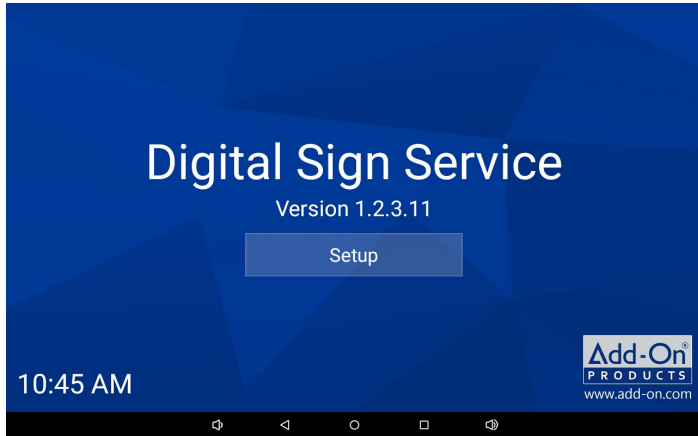 Digital Sign Service
Version 1.2.3.11
Setup
10:45 AM
Add-On®
PRODUCTS
www.add-on.com